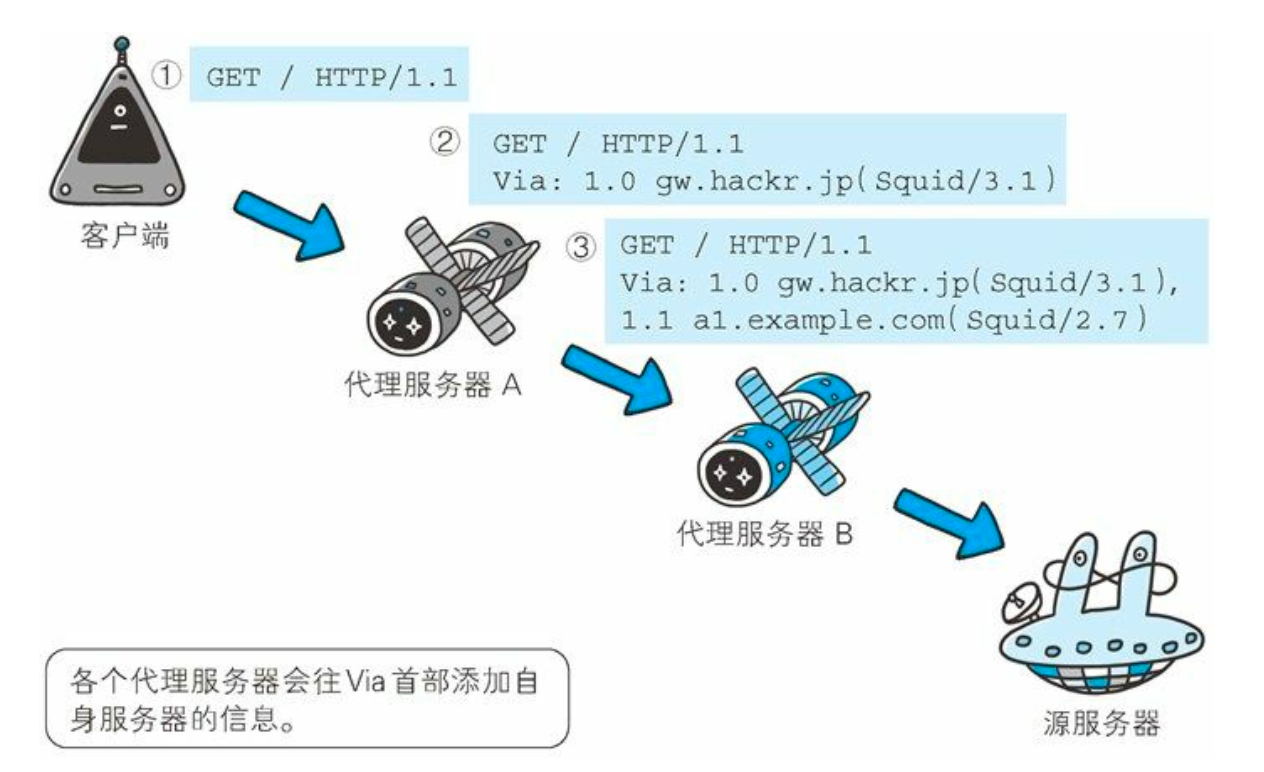 ① GET / HTTP/1.1
② GET / HTTP/1.1
Via: 1.0 gw.hackr.jp(Squid/3.1)
客户端
③ GET / HTTP/1.1
Via: 1.0 gw.hackr.jp(Squid/3.1),
1.1 a1.example.com(Squid/2.7)
代理服务器 A
代理服务器 B
各个代理服务器会往Via首部添加自
身服务器的信息。
源服务器